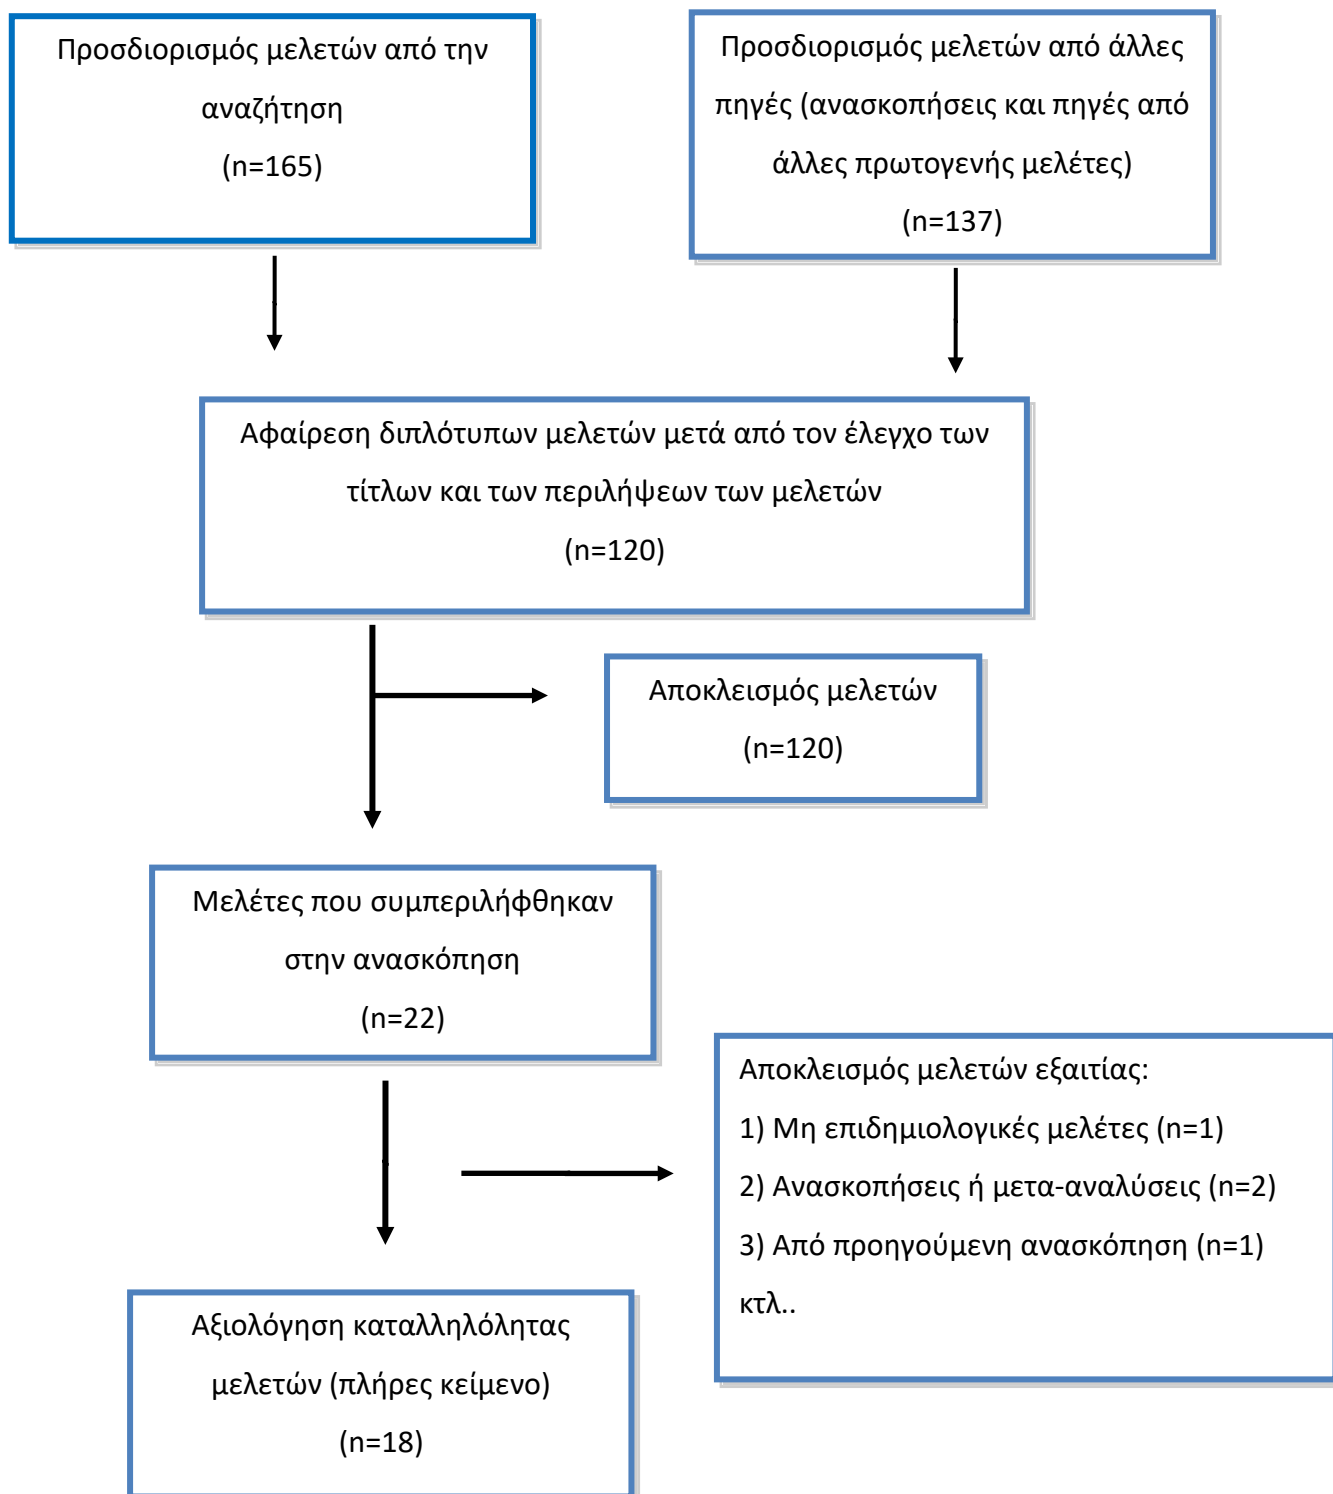 Προσδιορισμός μελετών από την
αναζήτηση
(n=165)
Προσδιορισμός μελετών από άλλες
πηγές (ανασκοπήσεις και πηγές από
άλλες πρωτογενής μελέτες)
(n=137)
Αφαίρεση διπλότυπων μελετών μετά από τον έλεγχο των
τίτλων και των περιλήψεων των μελετών
(n=120)
Αποκλεισμός μελετών
(n=120)
Μελέτες που συμπεριλήφθηκαν
στην ανασκόπηση
(n=22)
Αποκλεισμός μελετών εξαιτίας:
1) Μη επιδημιολογικές μελέτες (n=1)
2) Ανασκοπήσεις ή μετα-αναλύσεις (n=2)
3) Από προηγούμενη ανασκόπηση (n=1)
κτλ..
Αξιολόγηση καταλληλόλητας
μελετών (πλήρες κείμενο)
(n=18)